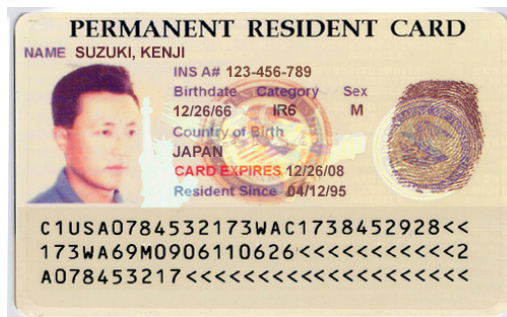 PERMANENT RESIDENT CARD
NAME SUZUKI, KENJI
INS A# 123-456-789
Birthdate Category Sex
12/26/66 IR6 M
Country of Birth
JAPAN
CARD EXPIRES 12/26/08
Resident Since 04/12/95
C1USA0784532173WAC1738452928<<
173WA69M0906110626<<<<<<<<<<<2
A078453217<<<<<<<<<<<<<<<<<<<<